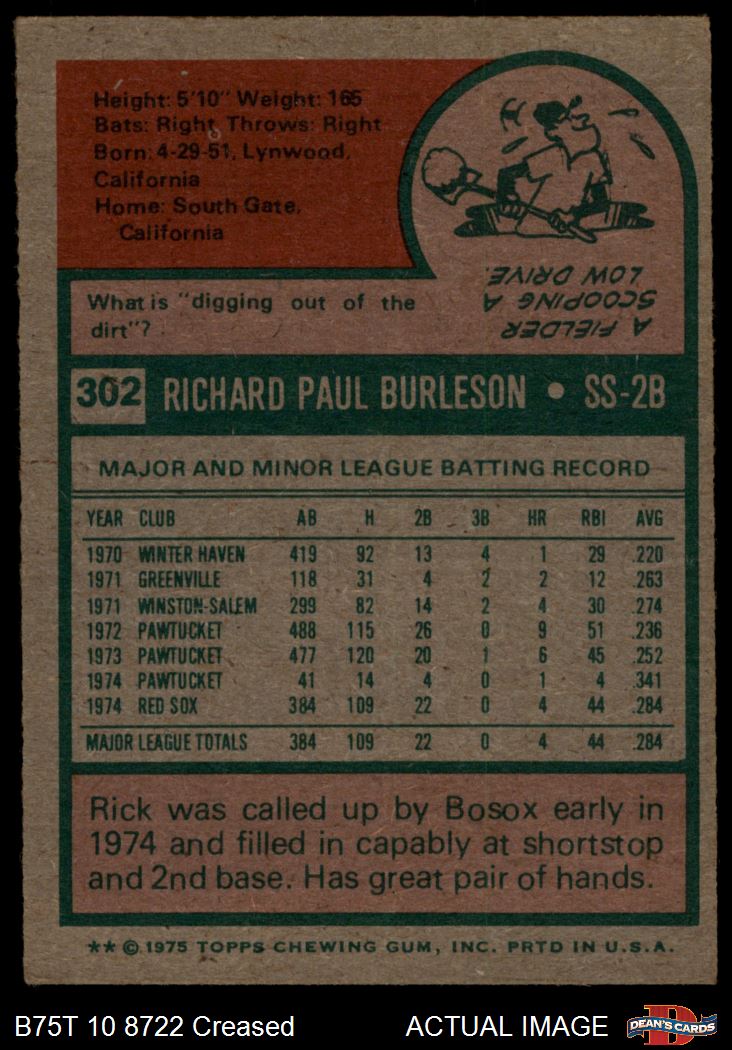 Height: 5'10" Weight: 165
Bats: Right Throws: Right
Born: 4-29-51, Lynwood,
California
Home: South Gate,
California
What is "digging out of the
dirt"?
A FIELDER
SCOOPING A
LOW DRIVE.
302 RICHARD PAUL BURLESON • SS-2B
MAJOR AND MINOR LEAGUE BATTING RECORD
YEAR CLUB AB H 2B 3B HR RBI AVG
1970 WINTER HAVEN 419 92 13 4 1 29 .220
1971 GREENVILLE 118 31 4 2 2 12 .263
1971 WINSTON-SALEM 299 82 14 2 4 30 .274
1972 PAWTUCKET 488 115 26 0 9 51 .236
1973 PAWTUCKET 477 120 20 1 6 45 .252
1974 PAWTUCKET 41 14 4 0 1 4 .341
1974 RED SOX 384 109 22 0 4 44 .284
MAJOR LEAGUE TOTALS 384 109 22 0 4 44 .284
Rick was called up by Bosox early in
1974 and filled in capably at shortstop
and 2nd base. Has great pair of hands.
** © 1975 TOPPS CHEWING GUM, INC. PRTD IN U.S.A.
B75T 10 8722 Creased ACTUAL IMAGE DEAN'S CARDS